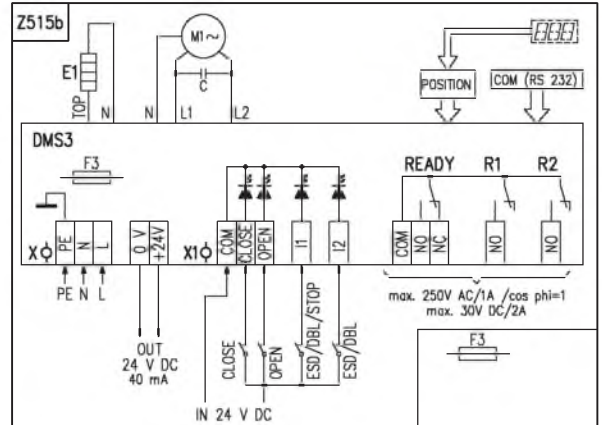 Z515b
M1~
E1
C
TOP
N
N
L1
L2
POSITION
COM (RS 232)
DMS3
F3
READY
R1
R2
X
PE
N
L
0 V
+24V
X1
COM
CLOSE
OPEN
I1
I2
COM
NO
NC
NO
NO
PE N L
OUT
24 V DC
40 mA
CLOSE
OPEN
ESD/DBL/STOP
ESD/DBL
IN 24 V DC
max. 250V AC/1A /cos phi=1
max. 30V DC/2A
F3